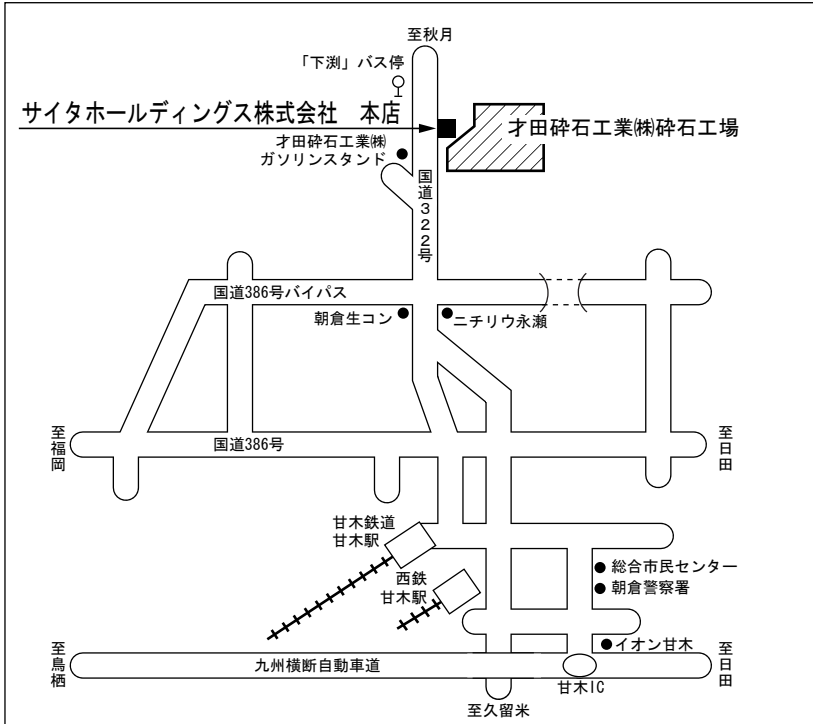 至秋月
「下渕」バス停
サイタホールディングス株式会社　本店
才田砕石工業㈱砕石工場
才田砕石工業㈱
ガソリンスタンド
国道３２２号
国道386号バイパス
朝倉生コン
ニチリウ永瀬
至福岡
国道386号
至日田
甘木鉄道
甘木駅
西鉄
甘木駅
総合市民センター
朝倉警察署
イオン甘木
至鳥栖
九州横断自動車道
至日田
甘木IC
至久留米